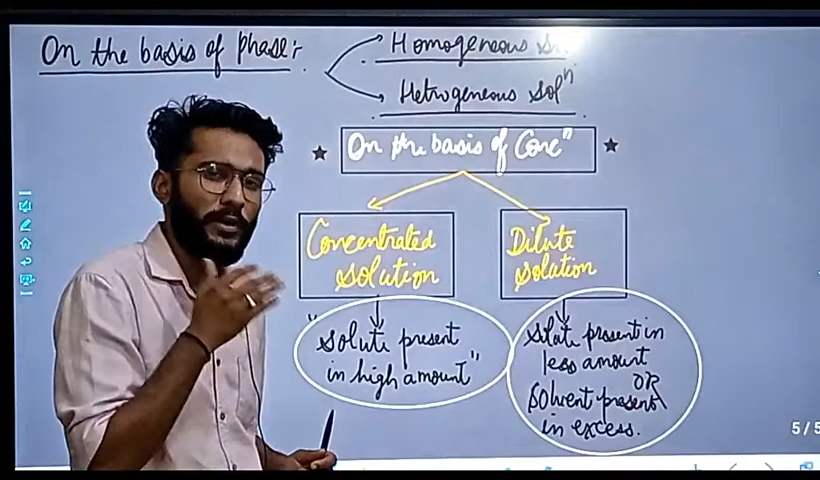 On the basis of phase:-
Homogeneous
Hetrogeneous solⁿ
On the basis of Concⁿ
Concentrated
solution
Dilute
solation
"solute present
in high amount"
solute present in
less amount
OR
Solvent present
in excess.
5/5